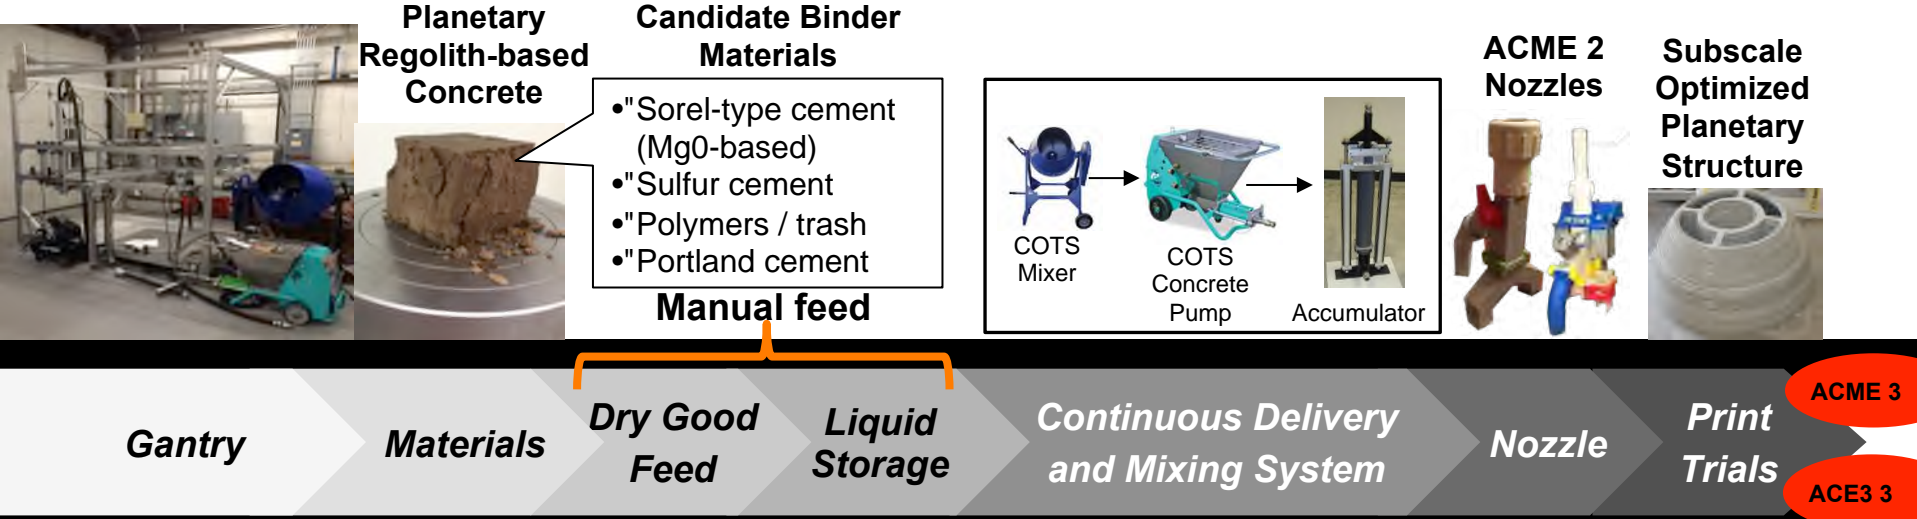 Planetary
Regolith-based
Concrete
Candidate Binder
Materials
•"Sorel-type cement
(Mg0-based)
•"Sulfur cement
•"Polymers / trash
•"Portland cement
Manual feed
COTS
Mixer
COTS
Concrete
Pump
Accumulator
ACME 2
Nozzles
Subscale
Optimized
Planetary
Structure
Gantry
Materials
Dry Good
Feed
Liquid
Storage
Continuous Delivery
and Mixing System
Nozzle
Print
Trials
ACME 3
ACE3 3